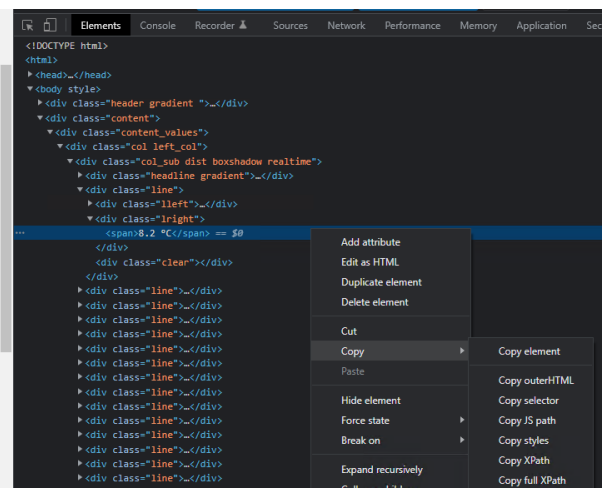 Elements Console Recorder Sources Network Performance Memory Application Sec
<!DOCTYPE html>
<html>
<head>…</head>
<body style>
<div class="header gradient ">…</div>
<div class="content">
<div class="content_values">
<div class="col left_col">
<div class="col_sub dist boxshadow realtime">
<div class="headline gradient">…</div>
<div class="line">
<div class="lleft">…</div>
<div class="lright">
<span>8.2 °C</span> == $0
</div>
<div class="clear"></div>
</div>
<div class="line">…</div>
<div class="line">…</div>
<div class="line">…</div>
<div class="line">…</div>
<div class="line">…</div>
<div class="line">…</div>
<div class="line">…</div>
<div class="line">…</div>
<div class="line">…</div>
<div class="line">…</div>
<div class="line">…</div>
<div class="line">…</div>
<div class="line">…</div>
<div class="line">…</div>
Add attribute
Edit as HTML
Duplicate element
Delete element
Cut
Copy
Paste
Hide element
Force state
Break on
Expand recursively
Copy element
Copy outerHTML
Copy selector
Copy JS path
Copy styles
Copy XPath
Copy full XPath